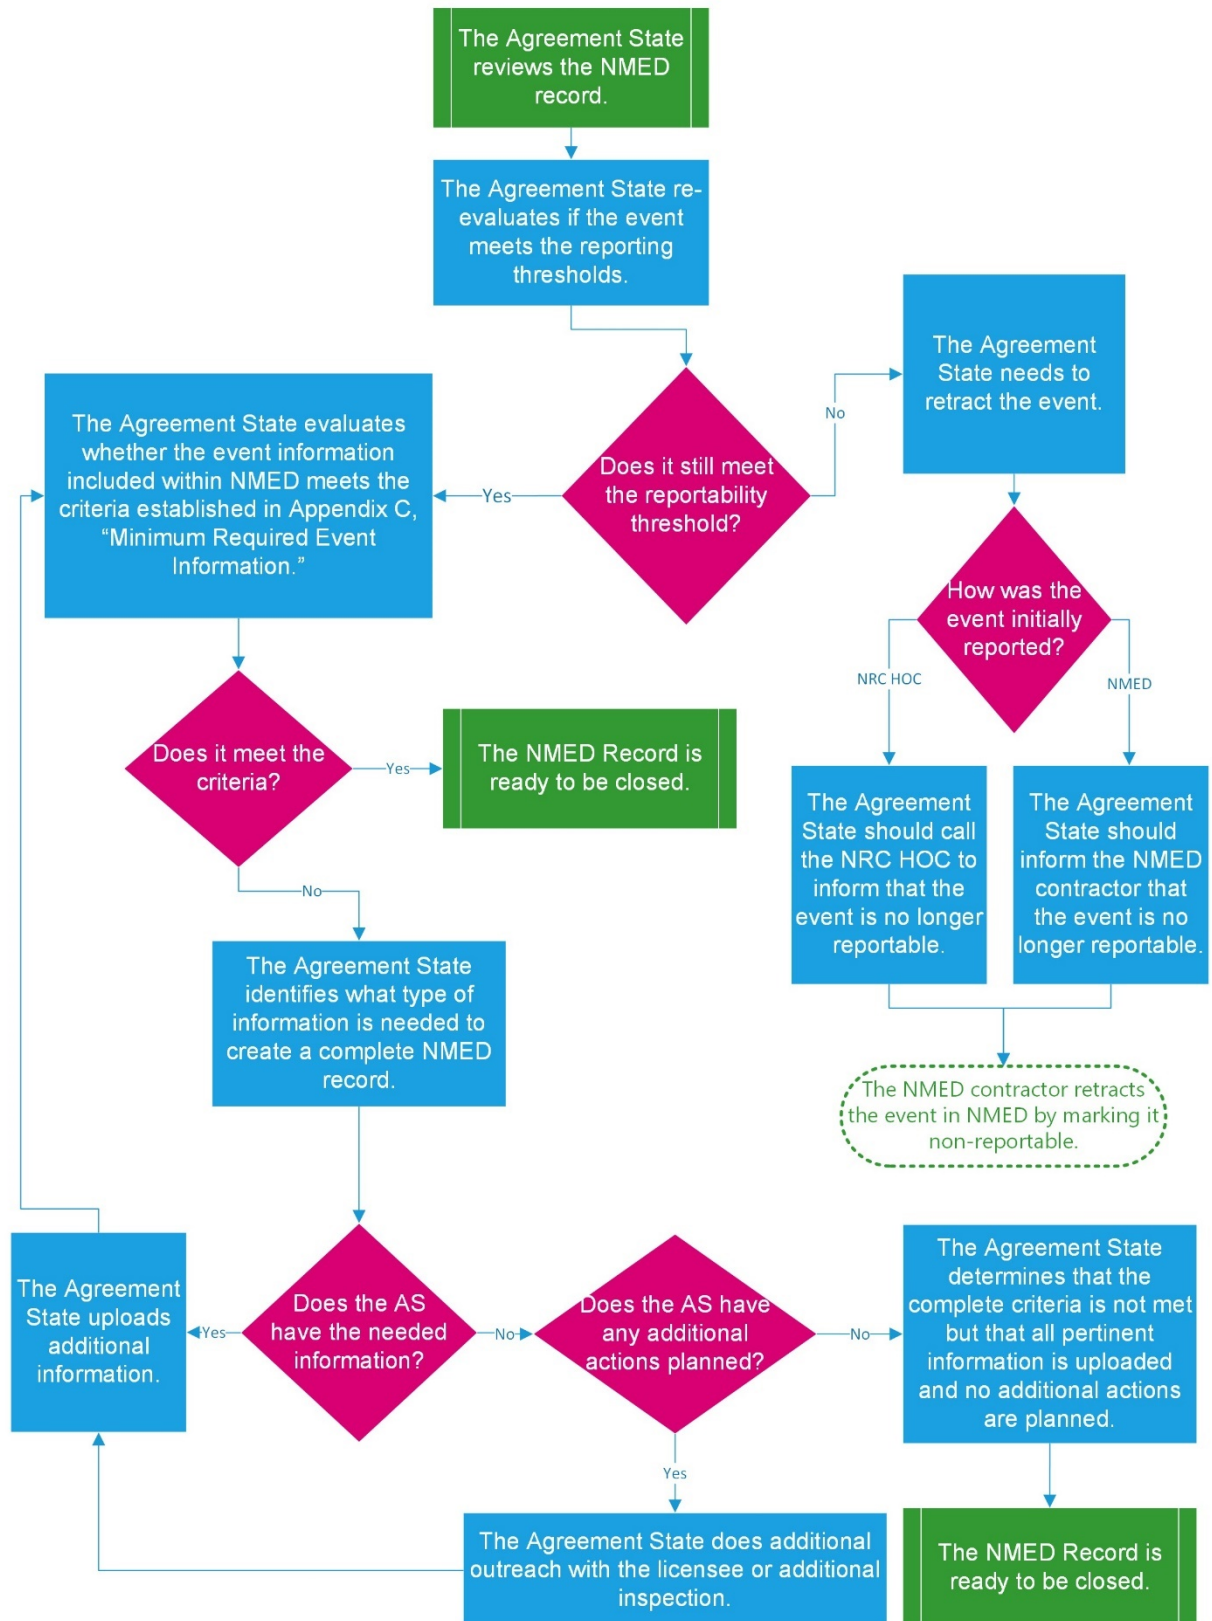 The Agreement State
reviews the NMED
record.
The Agreement State re-
evaluates if the event
meets the reporting
thresholds.
The Agreement State evaluates
whether the event information
included within NMED meets the
criteria established in Appendix C,
“Minimum Required Event
Information.”
Yes
Does it still meet
the reportability
threshold?
No
The Agreement
State needs to
retract the event.
How was the
event initially
reported?
NRC HOC
NMED
Does it meet the
criteria?
Yes
The NMED Record is
ready to be closed.
The Agreement
State should call
the NRC HOC to
inform that the
event is no longer
reportable.
The Agreement
State should
inform the NMED
contractor that
the event is no
longer reportable.
No
The Agreement State
identifies what type of
information is needed to
create a complete NMED
record.
The NMED contractor retracts
the event in NMED by marking it
non-reportable.
The Agreement
State uploads
additional
information.
Yes
Does the AS
have the needed
information?
No
Does the AS have
any additional
actions planned?
No
The Agreement State
determines that the
complete criteria is not met
but that all pertinent
information is uploaded
and no additional actions
are planned.
Yes
The Agreement State does additional
outreach with the licensee or additional
inspection.
The NMED Record is
ready to be closed.